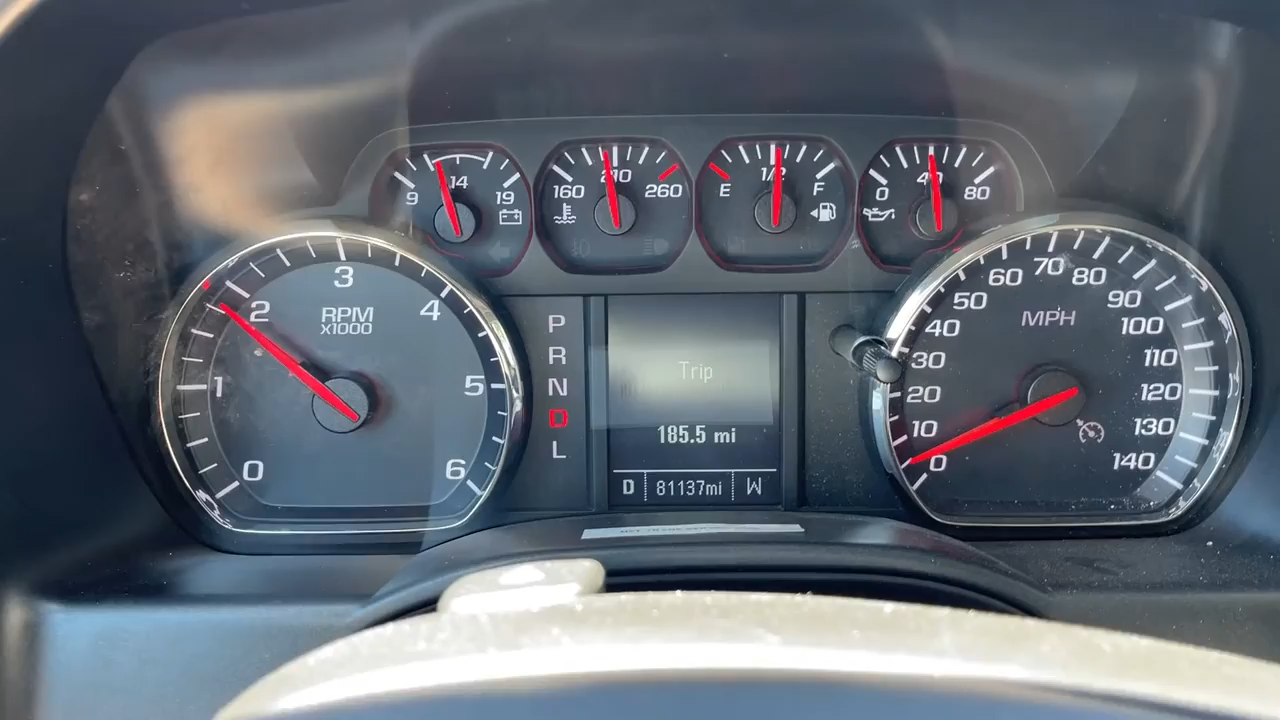 9 14 19
160 210 260
E 1/2 F
0 40 80
0 1 2 3 4 5 6
RPM
x1000
P
R
N
D
L
Trip
185.5 mi
D 81137mi W
0 10 20 30 40 50 60 70 80 90 100 110 120 130 140
MPH